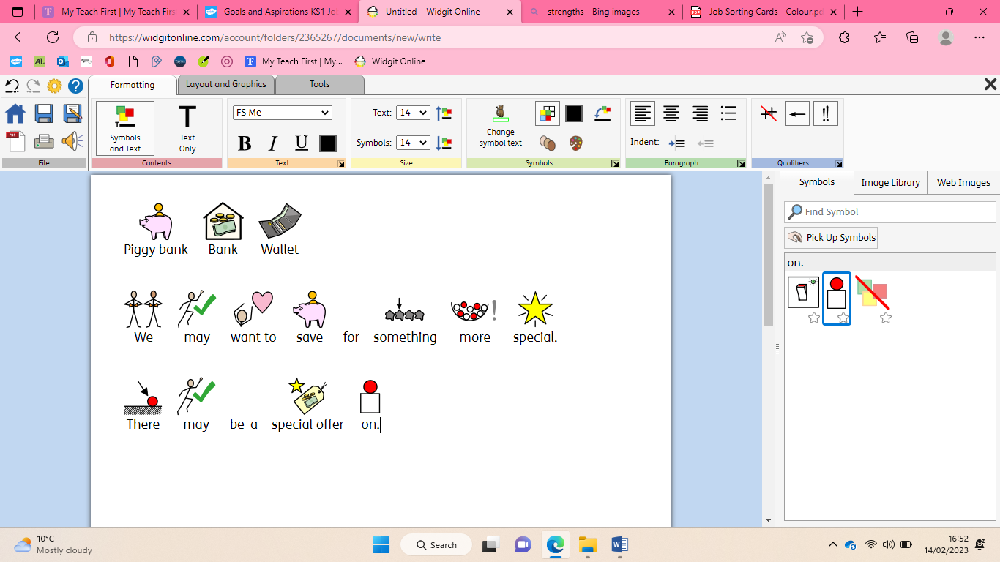 My Teach First | My Teach Firs
Goals and Aspirations KS1 Jo
Untitled – Widgit Online
strengths - Bing images
Job Sorting Cards - Colour.pd
https://widgitonline.com/account/folders/2365267/documents/new/write
My Teach First | My...
Widgit Online
Formatting
Layout and Graphics
Tools
Symbols and Text
Text Only
FS Me
Text: 14
Symbols: 14
Change symbol text
Indent:
B I U
File
Contents
Text
Size
Symbols
Paragraph
Qualifiers
Symbols
Image Library
Web Images
Find Symbol
Pick Up Symbols
on.
Piggy bank Bank Wallet
We may want to save for something more special.
There may be a special offer on.
10°C
Mostly cloudy
Search
16:52
14/02/2023